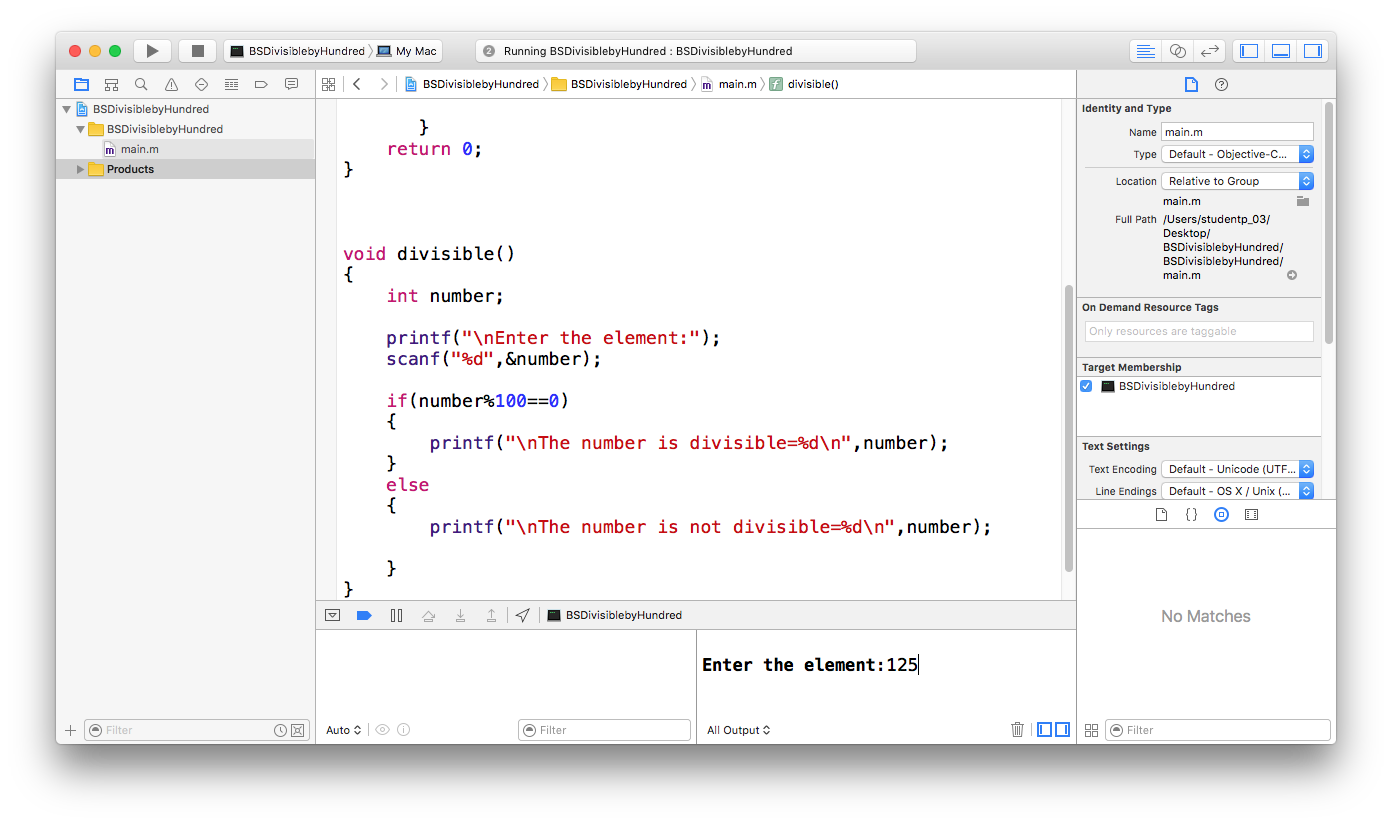 BSDivisiblebyHundred My Mac
2 Running BSDivisiblebyHundred : BSDivisiblebyHundred
BSDivisiblebyHundred
BSDivisiblebyHundred
m main.m
Products
Filter
BSDivisiblebyHundred BSDivisiblebyHundred m main.m f divisible()
}
return 0;
}
void divisible()
{
int number;
printf("\nEnter the element:");
scanf("%d",&number);
if(number%100==0)
{
printf("\nThe number is divisible=%d\n",number);
}
else
{
printf("\nThe number is not divisible=%d\n",number);
}
}
BSDivisiblebyHundred
Auto
Filter
Enter the element:125
All Output
Identity and Type
Name main.m
Type Default - Objective-C...
Location Relative to Group
main.m
Full Path /Users/studentp_03/
Desktop/
BSDivisiblebyHundred/
BSDivisiblebyHundred/
main.m
On Demand Resource Tags
Only resources are taggable
Target Membership
BSDivisiblebyHundred
Text Settings
Text Encoding Default - Unicode (UTF...
Line Endings Default - OS X / Unix (...
{}
No Matches
Filter